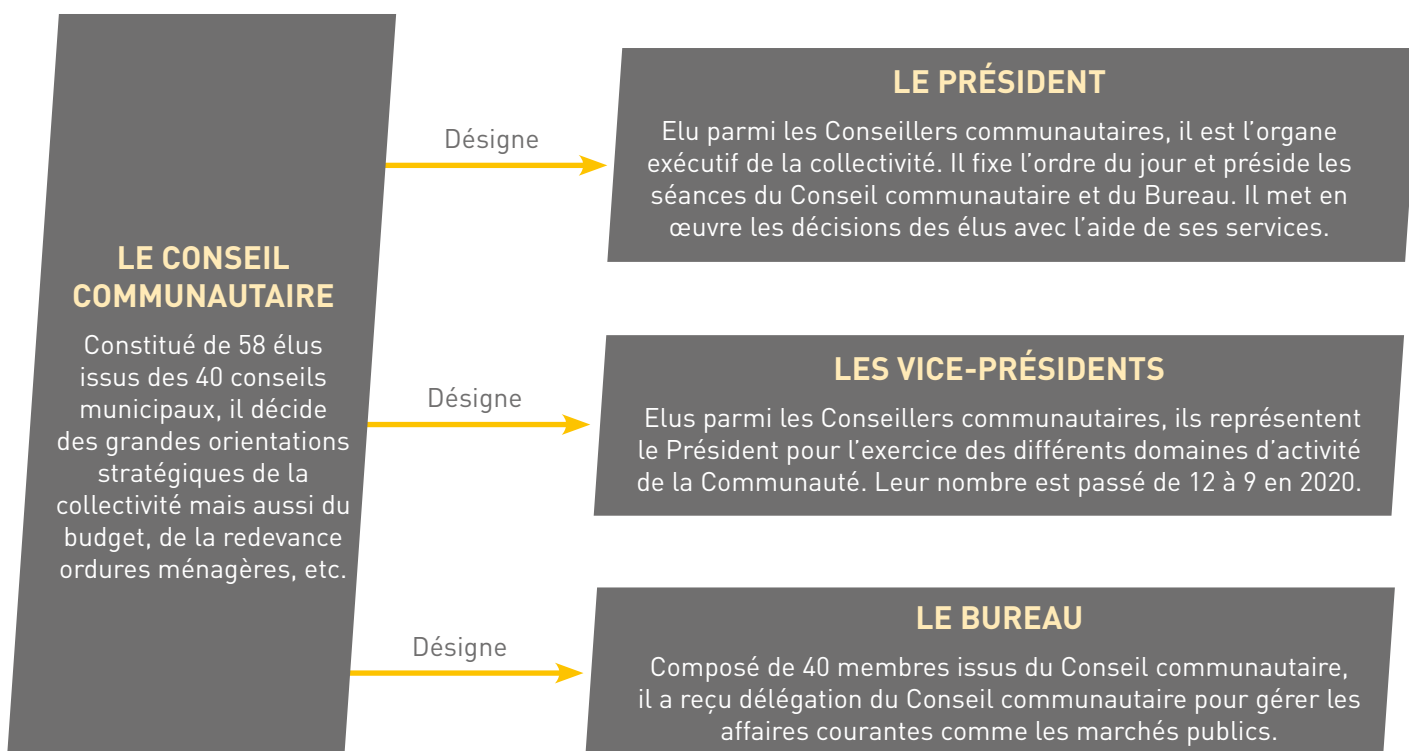 LE CONSEIL
COMMUNAUTAIRE
Constitué de 58 élus
issus des 40 conseils
municipaux, il décide
des grandes orientations
stratégiques de la
collectivité mais aussi du
budget, de la redevance
ordures ménagères, etc.
Désigne
LE PRÉSIDENT
Elu parmi les Conseillers communautaires, il est l’organe
exécutif de la collectivité. Il fixe l’ordre du jour et préside les
séances du Conseil communautaire et du Bureau. Il met en
œuvre les décisions des élus avec l’aide de ses services.
Désigne
LES VICE-PRÉSIDENTS
Elus parmi les Conseillers communautaires, ils représentent
le Président pour l’exercice des différents domaines d’activité
de la Communauté. Leur nombre est passé de 12 à 9 en 2020.
Désigne
LE BUREAU
Composé de 40 membres issus du Conseil communautaire,
il a reçu délégation du Conseil communautaire pour gérer les
affaires courantes comme les marchés publics.